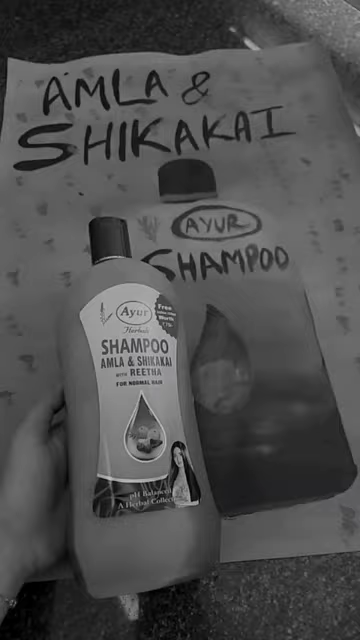 AMLA &
SHIKAKAI
AYUR
SHAMPOO
Ayur
Herbals
Free
Worth
SHAMPOO
AMLA & SHIKAKAI
WITH REETHA
FOR NORMAL HAIR
pH Balanced
A Herbal Collection